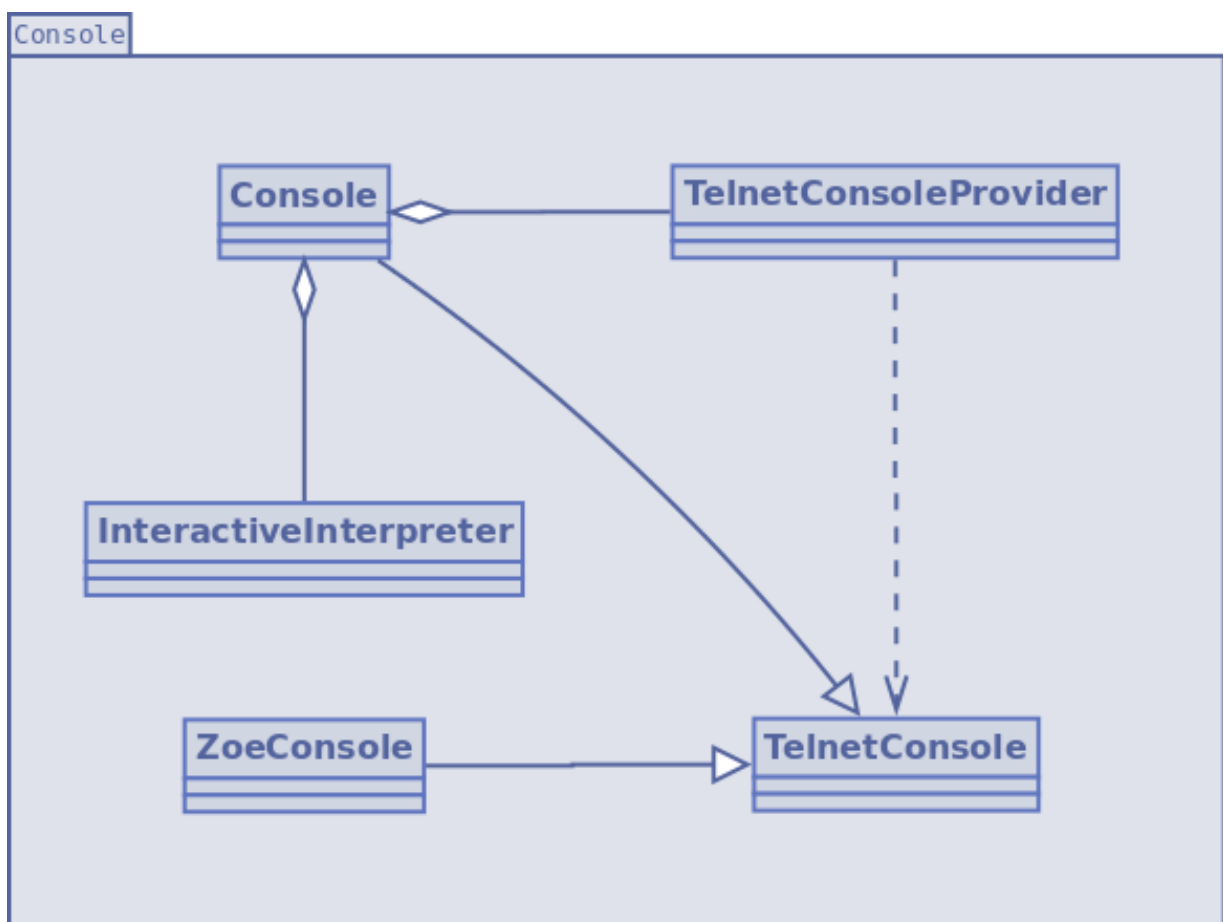 Console
Console
TelnetConsoleProvider
InteractiveInterpreter
ZoeConsole
TelnetConsole